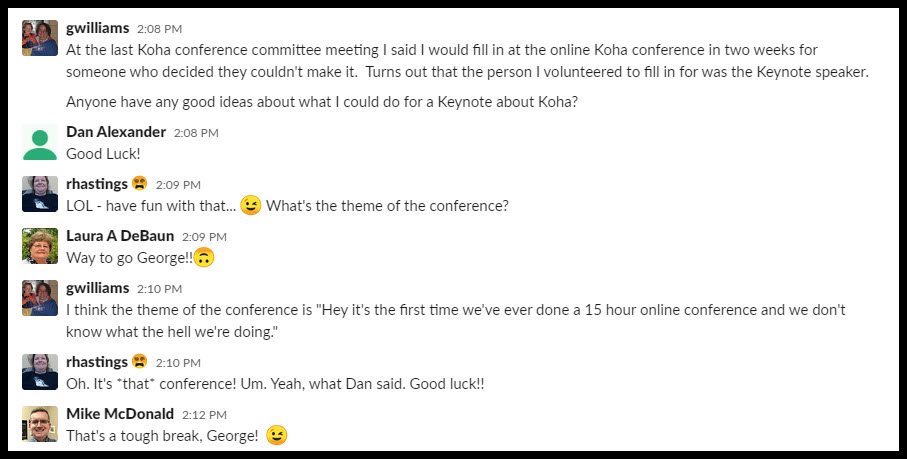 gwilliams 2:08 PM
At the last Koha conference committee meeting I said I would fill in at the online Koha conference in two weeks for
someone who decided they couldn't make it.  Turns out that the person I volunteered to fill in for was the Keynote speaker.
Anyone have any good ideas about what I could do for a Keynote about Koha?
Dan Alexander 2:08 PM
Good Luck!
rhastings 😡 2:09 PM
LOL - have fun with that... 😉 What's the theme of the conference?
Laura A DeBaun 2:09 PM
Way to go George!!🙃
gwilliams 2:10 PM
I think the theme of the conference is "Hey it's the first time we've ever done a 15 hour online conference and we don't
know what the hell we're doing."
rhastings 😡 2:10 PM
Oh. It's *that* conference! Um. Yeah, what Dan said. Good luck!!
Mike McDonald 2:12 PM
That's a tough break, George! 😉